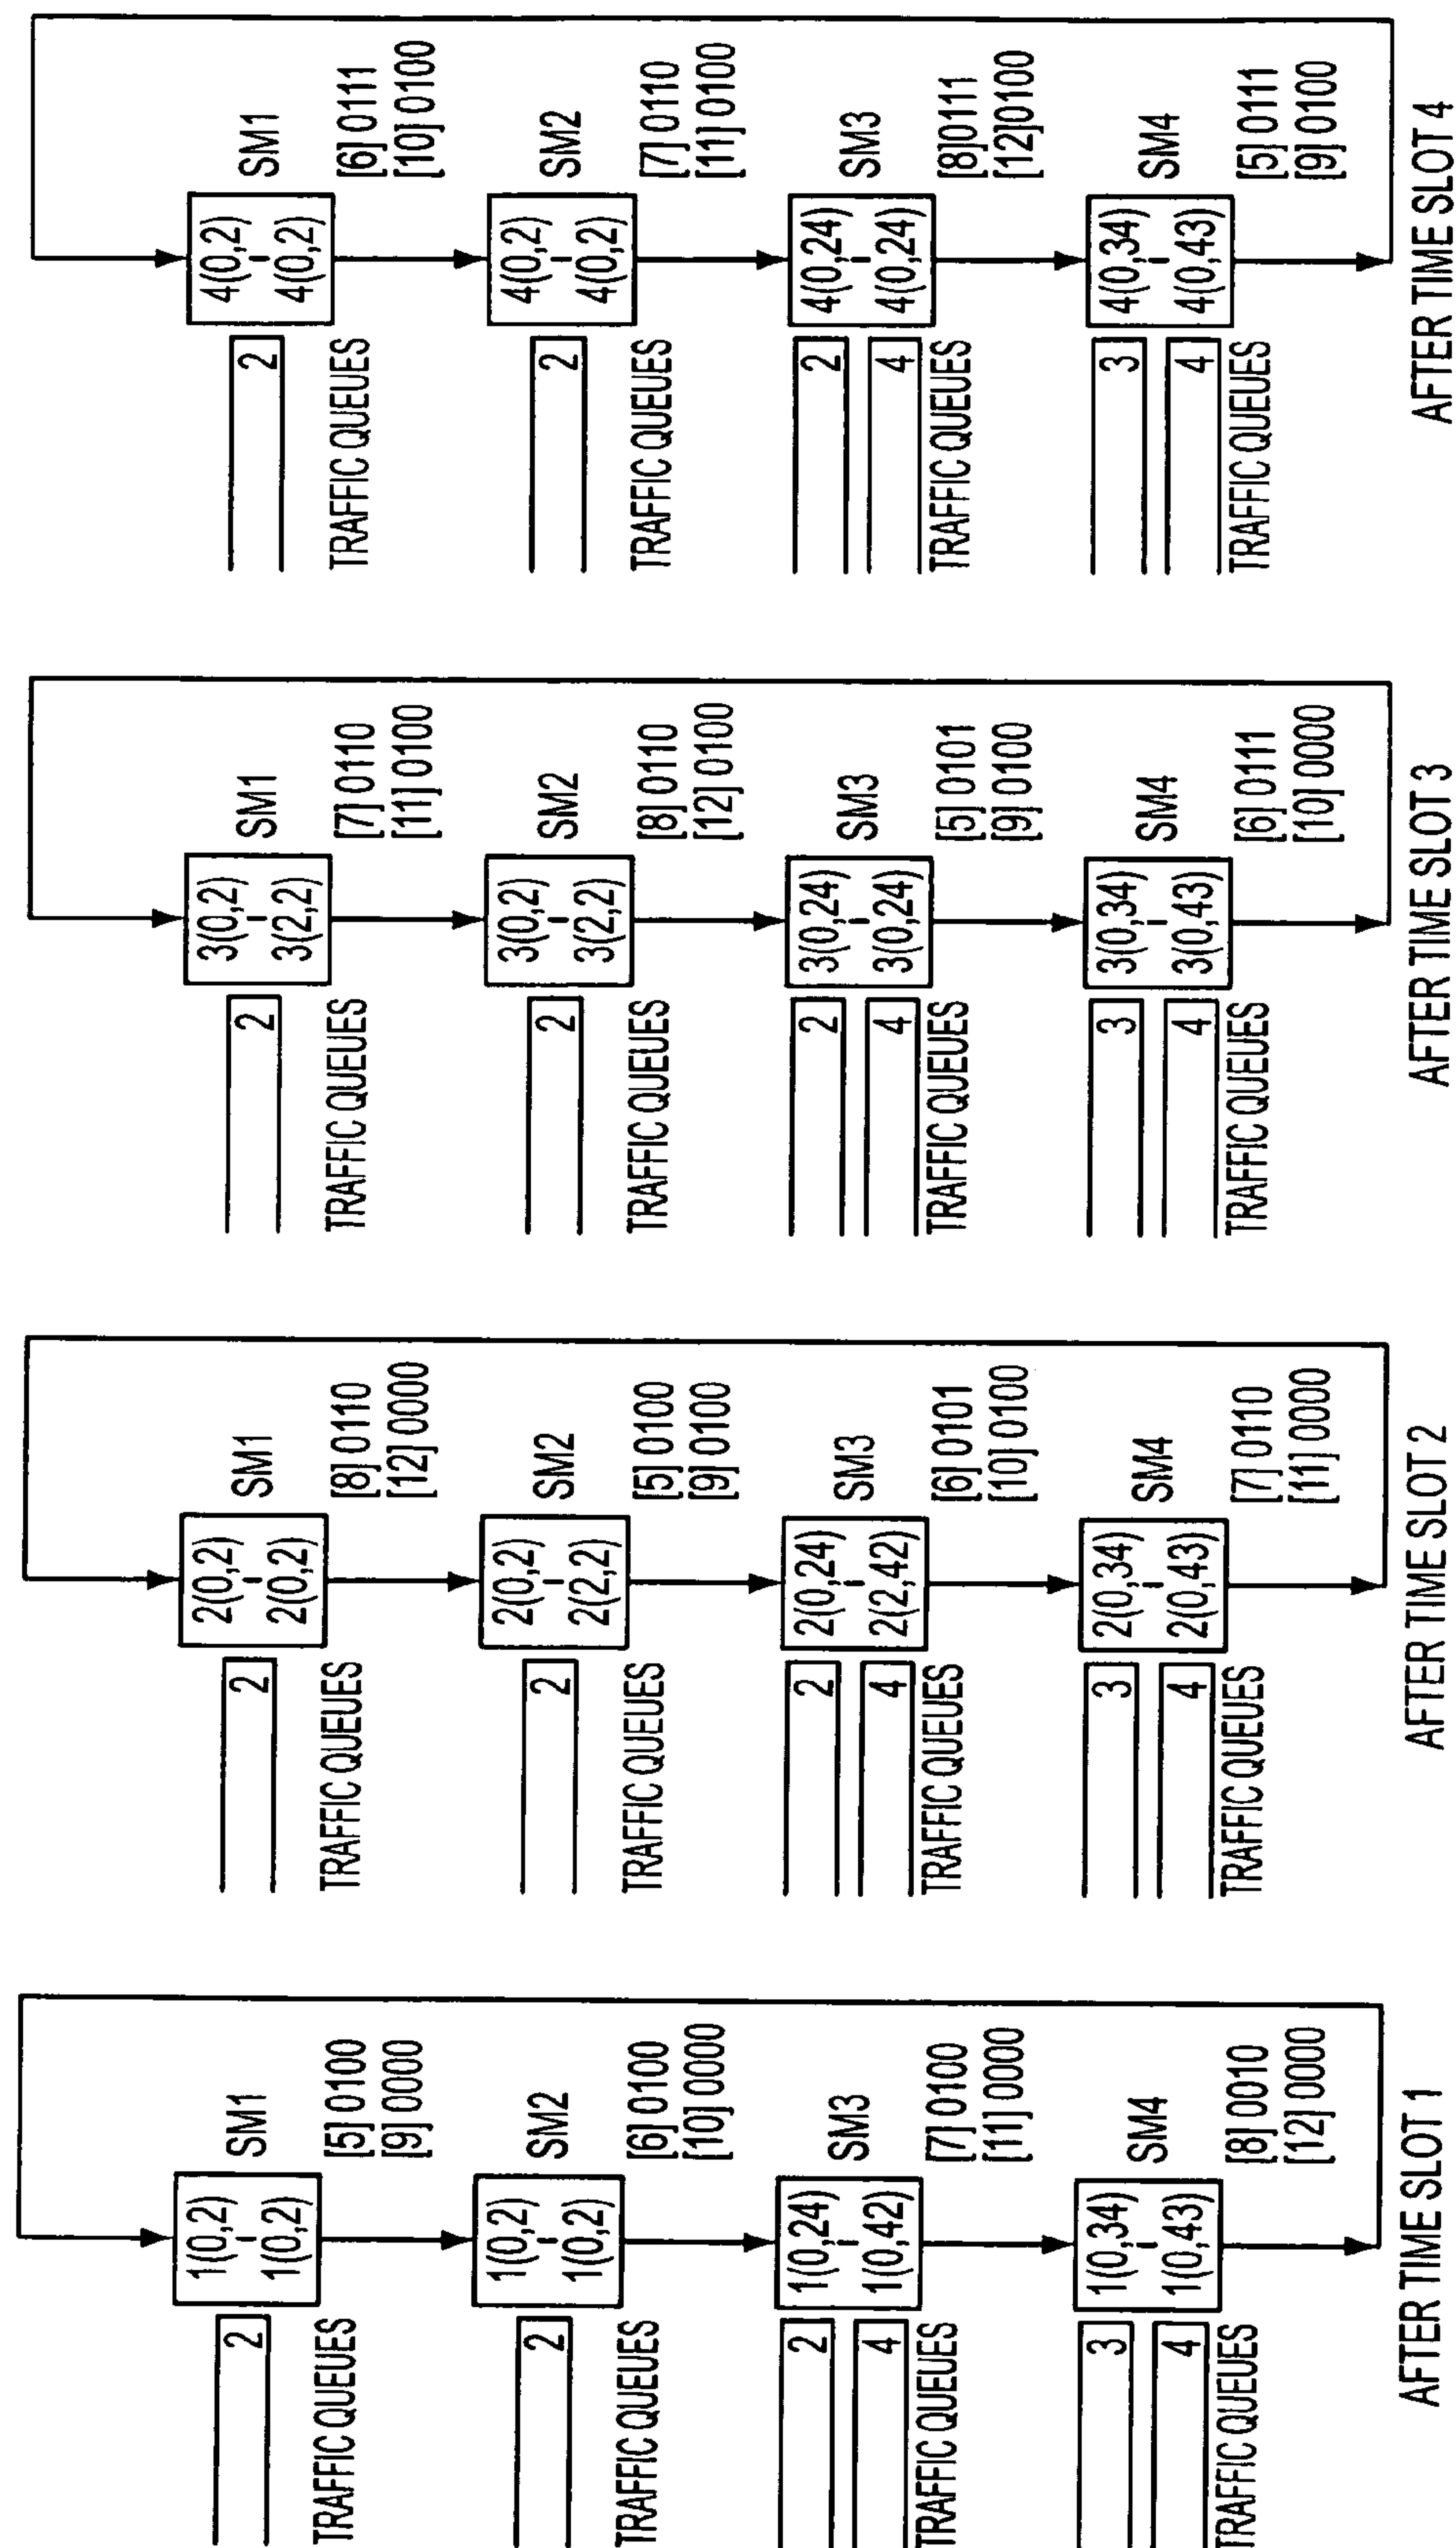 2
1(0,2)
-
1(0,2)
SM1
TRAFFIC QUEUES
[5] 0100
[9] 0000
2
1(0,2)
-
1(0,2)
SM2
TRAFFIC QUEUES
[6] 0100
[10] 0000
2
4
1(0,24)
-
1(0,42)
SM3
TRAFFIC QUEUES
[7] 0100
[11] 0000
3
4
1(0,34)
-
1(0,43)
SM4
TRAFFIC QUEUES
[8] 0010
[12] 0000
AFTER TIME SLOT 1
2
2(0,2)
-
2(0,2)
SM1
TRAFFIC QUEUES
[8] 0110
[12] 0000
2
2(0,2)
-
2(2,2)
SM2
TRAFFIC QUEUES
[5] 0100
[9] 0100
2
4
2(0,24)
-
2(2,42)
SM3
TRAFFIC QUEUES
[6] 0101
[10] 0100
3
4
2(0,34)
-
2(0,43)
SM4
TRAFFIC QUEUES
[7] 0110
[11] 0000
AFTER TIME SLOT 2
2
3(0,2)
-
3(2,2)
SM1
TRAFFIC QUEUES
[7] 0110
[11] 0100
2
3(0,2)
-
3(2,2)
SM2
TRAFFIC QUEUES
[8] 0110
[12] 0100
2
4
3(0,24)
-
3(0,24)
SM3
TRAFFIC QUEUES
[5] 0101
[9] 0100
3
4
3(0,34)
-
3(0,43)
SM4
TRAFFIC QUEUES
[6] 0111
[10] 0000
AFTER TIME SLOT 3
2
4(0,2)
-
4(0,2)
SM1
TRAFFIC QUEUES
[6] 0111
[10] 0100
2
4(0,2)
-
4(0,2)
SM2
TRAFFIC QUEUES
[7] 0110
[11] 0100
2
4
4(0,24)
-
4(0,24)
SM3
TRAFFIC QUEUES
[8]0111
[12]0100
3
4
4(0,34)
-
4(0,43)
SM4
TRAFFIC QUEUES
[5] 0111
[9] 0100
AFTER TIME SLOT 4